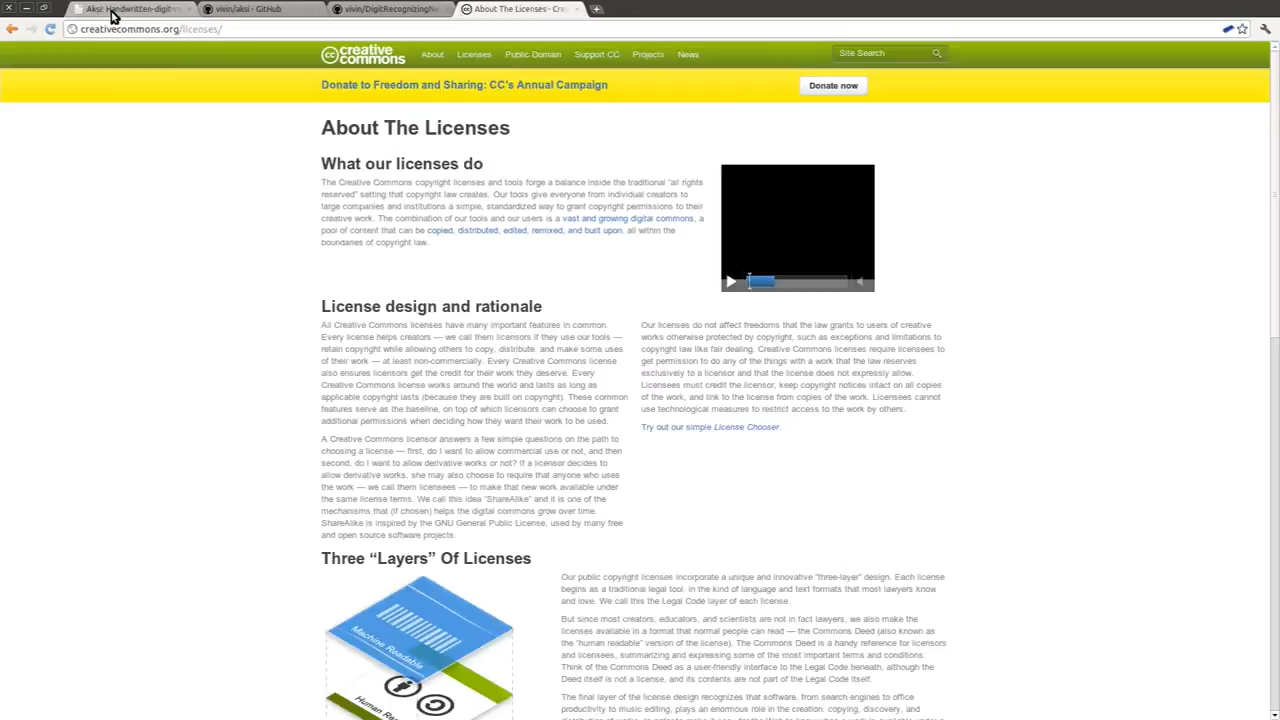 Aksi: Handwritten-digit-
vivin/aksi - GitHub
vivin/DigitRecognizingNe
About The Licenses - Cre
creativecommons.org/licenses/
creative commons
About Licenses Public Domain Support CC Projects News
Site Search
Donate to Freedom and Sharing: CC's Annual Campaign
Donate now
About The Licenses
What our licenses do
The Creative Commons copyright licenses and tools forge a balance inside the traditional “all rights
reserved” setting that copyright law creates. Our tools give everyone from individual creators to
large companies and institutions a simple, standardized way to grant copyright permissions to their
creative work. The combination of our tools and our users is a vast and growing digital commons, a
pool of content that can be copied, distributed, edited, remixed, and built upon, all within the
boundaries of copyright law.
License design and rationale
All Creative Commons licenses have many important features in common.
Every license helps creators — we call them licensors if they use our tools —
retain copyright while allowing others to copy, distribute, and make some uses
of their work — at least non-commercially. Every Creative Commons license
also ensures licensors get the credit for their work they deserve. Every
Creative Commons license works around the world and lasts as long as
applicable copyright lasts (because they are built on copyright). These common
features serve as the baseline, on top of which licensors can choose to grant
additional permissions when deciding how they want their work to be used.
A Creative Commons licensor answers a few simple questions on the path to
choosing a license — first, do I want to allow commercial use or not, and then
second, do I want to allow derivative works or not? If a licensor decides to
allow derivative works, she may also choose to require that anyone who uses
the work — we call them licensees — to make that new work available under
the same license terms. We call this idea “ShareAlike” and it is one of the
mechanisms that (if chosen) helps the digital commons grow over time.
ShareAlike is inspired by the GNU General Public License, used by many free
and open source software projects.
Our licenses do not affect freedoms that the law grants to users of creative
works otherwise protected by copyright, such as exceptions and limitations to
copyright law like fair dealing. Creative Commons licenses require licensees to
get permission to do any of the things with a work that the law reserves
exclusively to a licensor and that the license does not expressly allow.
Licensees must credit the licensor, keep copyright notices intact on all copies
of the work, and link to the license from copies of the work. Licensees cannot
use technological measures to restrict access to the work by others.
Try out our simple License Chooser.
Three “Layers” Of Licenses
Machine Readable
Human Rea
Our public copyright licenses incorporate a unique and innovative “three-layer” design. Each license
begins as a traditional legal tool, in the kind of language and text formats that most lawyers know
and love. We call this the Legal Code layer of each license.
But since most creators, educators, and scientists are not in fact lawyers, we also make the
licenses available in a format that normal people can read — the Commons Deed (also known as
the “human readable” version of the license). The Commons Deed is a handy reference for licensors
and licensees, summarizing and expressing some of the most important terms and conditions.
Think of the Commons Deed as a user-friendly interface to the Legal Code beneath, although the
Deed itself is not a license, and its contents are not part of the Legal Code itself.
The final layer of the license design recognizes that software, from search engines to office
productivity to music editing, plays an enormous role in the creation, copying, discovery, and